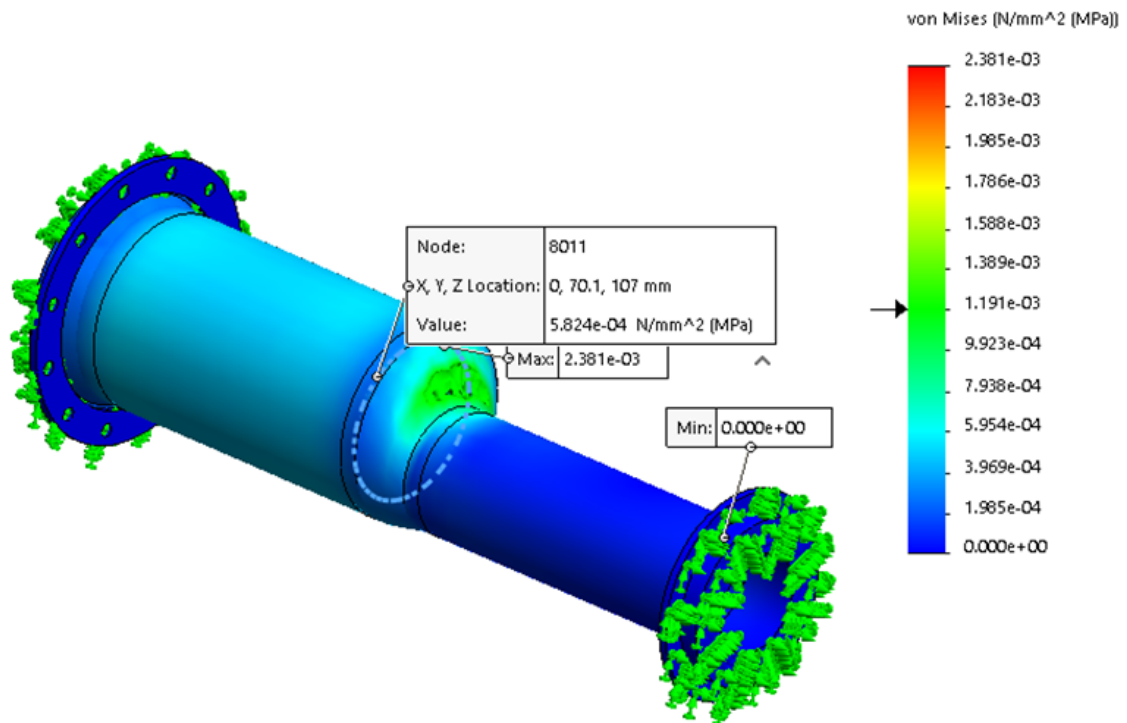 von Mises (N/mm^2 (MPa))
2.381e-03
2.183e-03
1.985e-03
1.786e-03
1.588e-03
1.389e-03
1.191e-03
9.923e-04
7.938e-04
5.954e-04
3.969e-04
1.985e-04
0.000e+00
Node: 8011
X, Y, Z Location: 0, 70.1, 107 mm
Value: 5.824e-04 N/mm^2 (MPa)
Max: 2.381e-03
Min: 0.000e+00